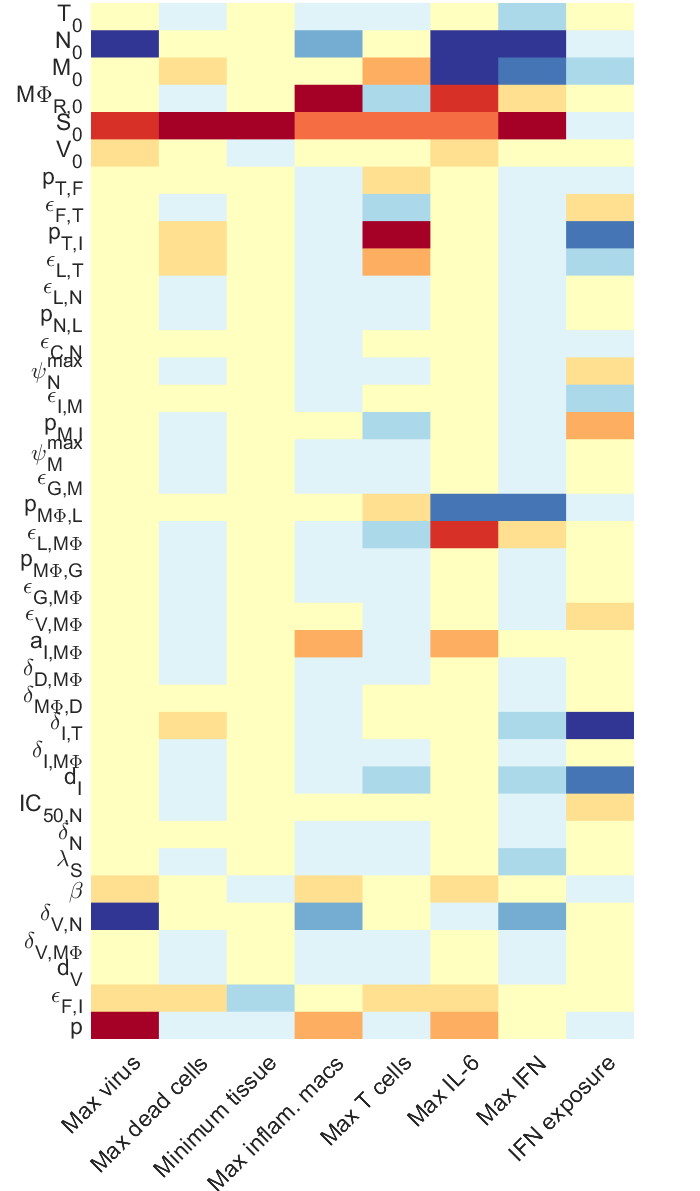 T0
N0
M0
MΦR,0
S0
V0
pT,F
ϵF,T
pT,I
ϵL,T
ϵL,N
pN,L
ϵC,N
ψNmax
ϵI,M
pM,I
ψMmax
ϵG,M
pMΦ,L
ϵL,MΦ
pMΦ,G
ϵG,MΦ
ϵV,MΦ
aI,MΦ
δD,MΦ
δMΦ,D
δI,T
δI,MΦ
dI
IC50,N
δN
λS
β
δV,N
δV,MΦ
dV
ϵF,I
p
Max virus
Max dead cells
Minimum tissue
Max inflam. macs
Max T cells
Max IL-6
Max IFN
IFN exposure